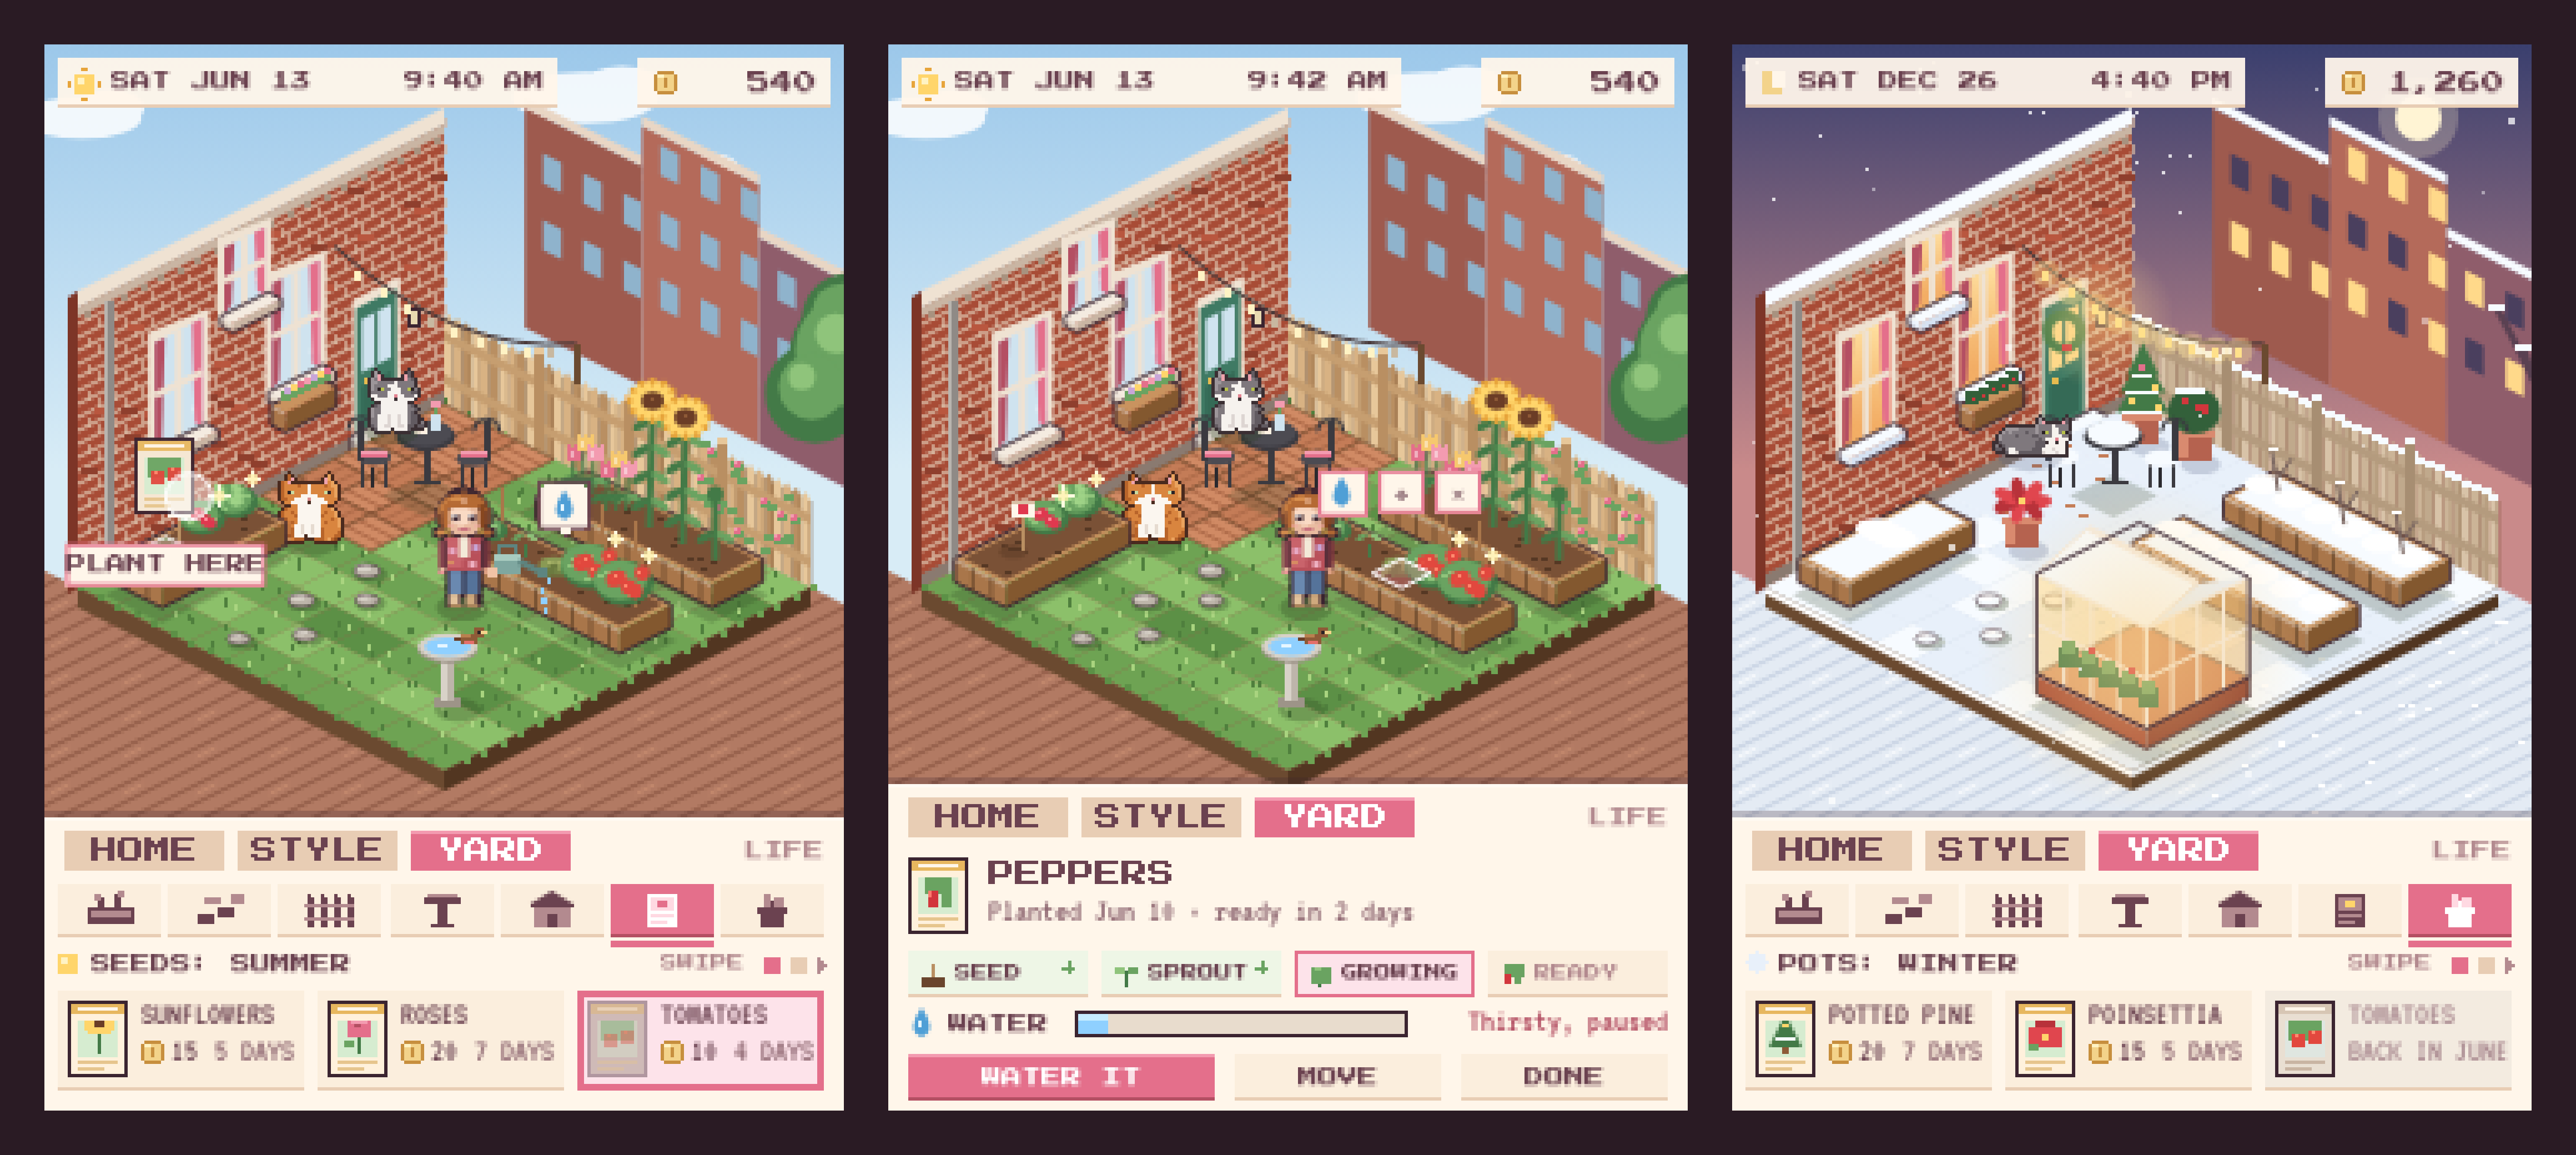 SAT JUN 13 9:40 AM
540
PLANT HERE
HOME STYLE YARD LIFE
SEEDS: SUMMER SWIPE
SUNFLOWERS
15 5 DAYS
ROSES
20 7 DAYS
TOMATOES
10 4 DAYS
SAT JUN 13 9:42 AM
540
HOME STYLE YARD LIFE
PEPPERS
Planted Jun 10 · ready in 2 days
SEED + SPROUT + GROWING READY
WATER Thirsty, paused
WATER IT MOVE DONE
SAT DEC 26 4:40 PM
1,260
HOME STYLE YARD LIFE
POTS: WINTER SWIPE
POTTED PINE
20 7 DAYS
POINSETTIA
15 5 DAYS
TOMATOES
BACK IN JUNE